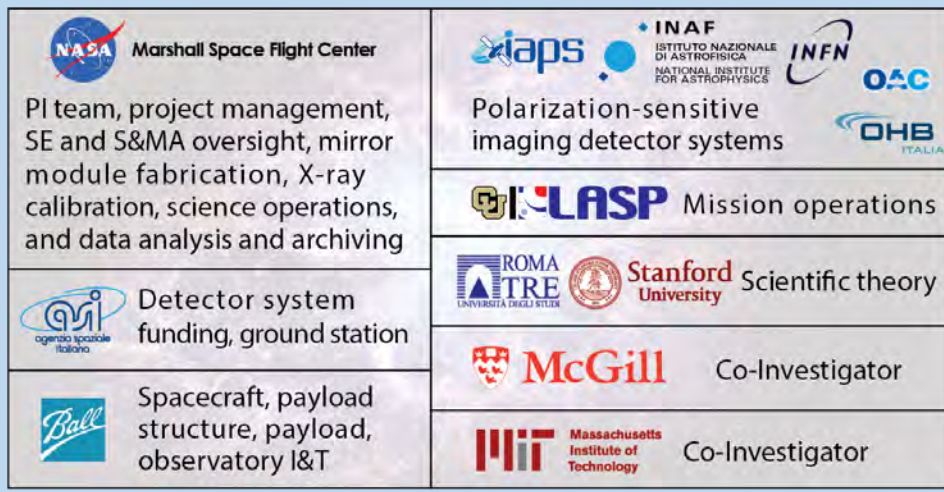 NASA
Marshall Space Flight Center
PI team, project management,
SE and S&MA oversight, mirror
module fabrication, X-ray
calibration, science operations,
and data analysis and archiving
asi
agenzia spaziale
italiana
Detector system
funding, ground station
Ball
Spacecraft, payload
structure, payload,
observatory I&T
iaps
INAF
ISTITUTO NAZIONALE
DI ASTROFISICA
NATIONAL INSTITUTE
FOR ASTROPHYSICS
INFN
OAC
OHB
ITALIA
Polarization-sensitive
imaging detector systems
CU
LASP
Mission operations
ROMA
TRE
UNIVERSITÀ DEGLI STUDI
Stanford
University
Scientific theory
McGill
Co-Investigator
MIT
Massachusetts
Institute of
Technology
Co-Investigator